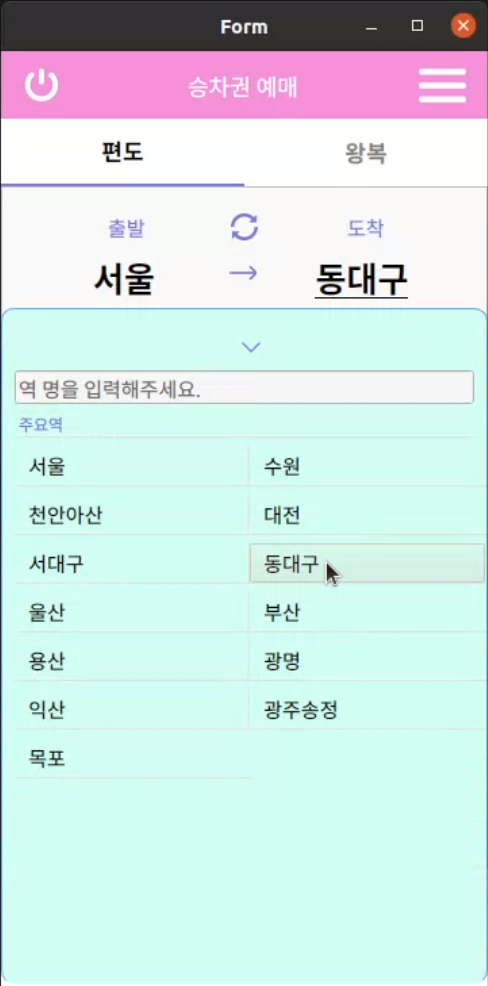 Form
승차권 예매
편도 왕복
출발 도착
서울 → 동대구
역 명을 입력해주세요.
주요역
서울 수원
천안아산 대전
서대구 동대구
울산 부산
용산 광명
익산 광주송정
목포